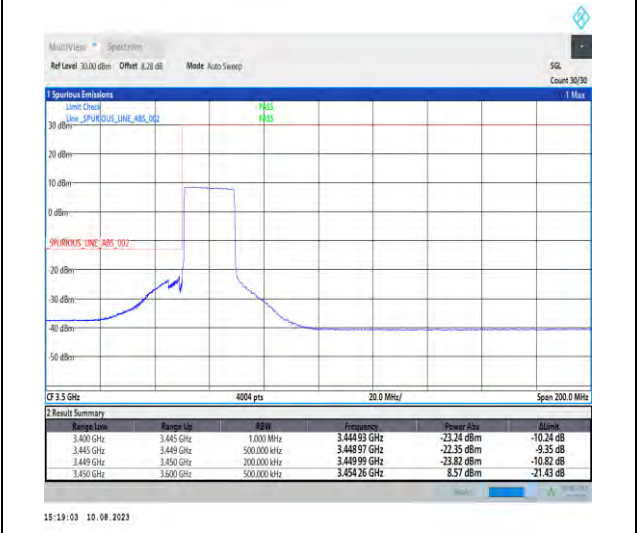 MultiView Spectrum
Ref Level 30.00 dBm Offset 8.28 dB Mode Auto Sweep SGL
Count 30/30
1 Spurious Emissions 1 Max
Limit Check PASS
Line _SPURIOUS_LINE_ABS_002 PASS
30 dBm
20 dBm
10 dBm
0 dBm
_SPURIOUS_LINE_ABS_002
-20 dBm
-30 dBm
-40 dBm
-50 dBm
CF 3.5 GHz 4004 pts 20.0 MHz/ Span 200.0 MHz
2 Result Summary
Range Low Range Up RBW Frequency Power Abs ΔLimit
3.400 GHz 3.445 GHz 1.000 MHz 3.444 93 GHz -23.24 dBm -10.24 dB
3.445 GHz 3.449 GHz 500.000 kHz 3.448 97 GHz -22.35 dBm -9.35 dB
3.449 GHz 3.450 GHz 200.000 kHz 3.449 99 GHz -23.82 dBm -10.82 dB
3.450 GHz 3.600 GHz 500.000 kHz 3.454 26 GHz 8.57 dBm -21.43 dB
15:19:03 10.08.2023